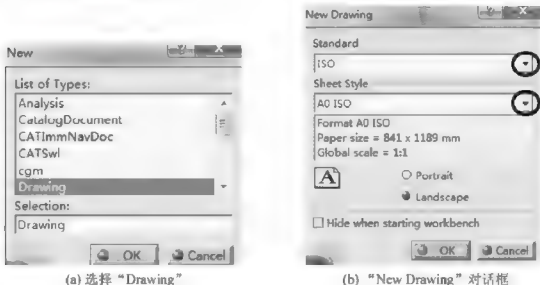 New
List of Types:
Analysis
CatalogDocument
CATImmNavDoc
CATSwl
cgm
Drawing
Selection:
Drawing
OK
Cancel
(a) 选择“Drawing”
New Drawing
Standard
ISO
Sheet Style
A0 ISO
Format A0 ISO
Paper size = 841 x 1189 mm
Global scale = 1:1
A
Portrait
Landscape
Hide when starting workbench
OK
Cancel
(b) “New Drawing”对话框